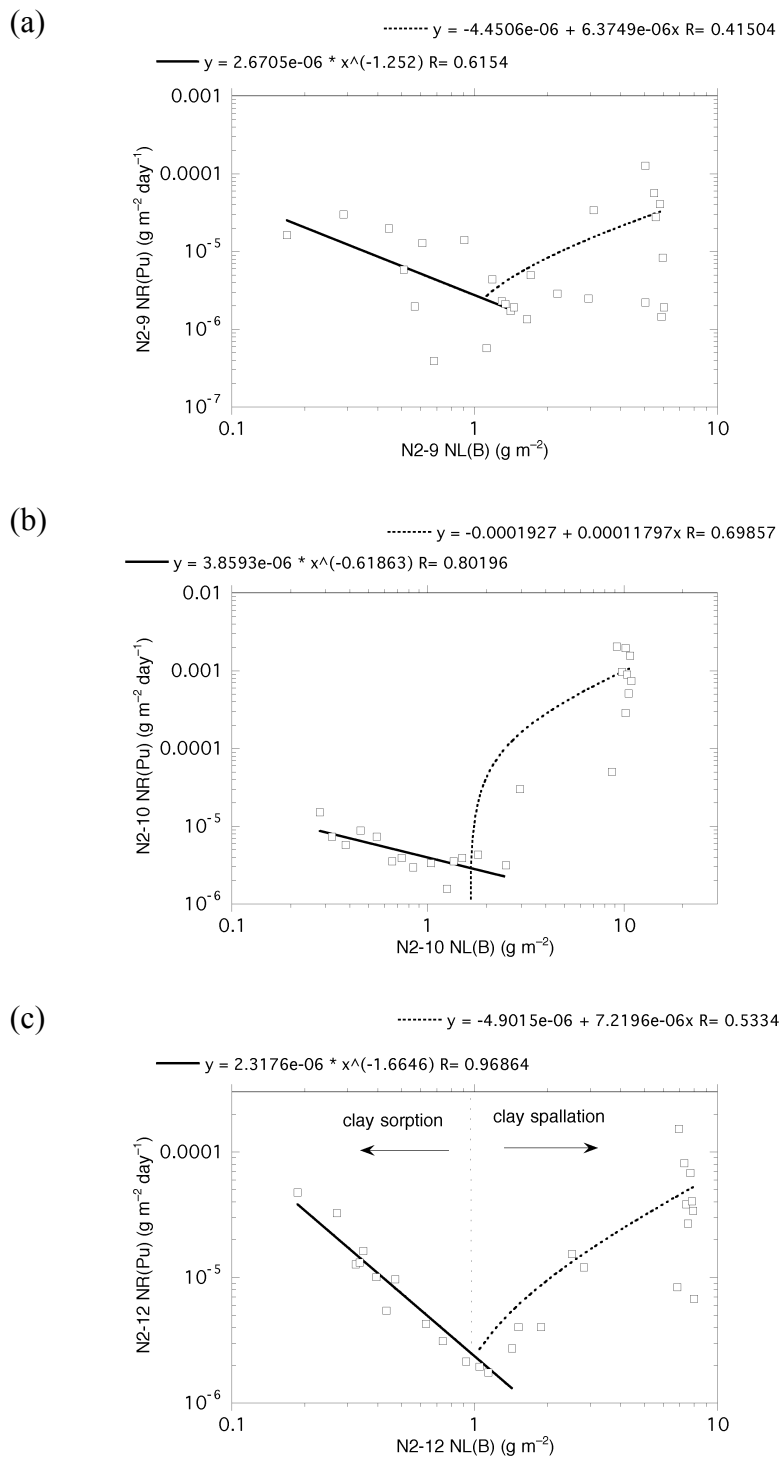 (a)
y = -4.4506e-06 + 6.3749e-06x R= 0.41504
y = 2.6705e-06 * x^(-1.252) R= 0.6154
0.001
0.0001
10⁻⁵
10⁻⁶
10⁻⁷
N2-9 NR(Pu) (g m⁻² day⁻¹)
0.1 1 10
N2-9 NL(B) (g m⁻²)
(b)
y = -0.0001927 + 0.00011797x R= 0.69857
y = 3.8593e-06 * x^(-0.61863) R= 0.80196
0.01
0.001
0.0001
10⁻⁵
10⁻⁶
N2-10 NR(Pu) (g m⁻² day⁻¹)
0.1 1 10
N2-10 NL(B) (g m⁻²)
(c)
y = -4.9015e-06 + 7.2196e-06x R= 0.5334
y = 2.3176e-06 * x^(-1.6646) R= 0.96864
clay sorption clay spallation
0.0001
10⁻⁵
10⁻⁶
N2-12 NR(Pu) (g m⁻² day⁻¹)
0.1 1 10
N2-12 NL(B) (g m⁻²)